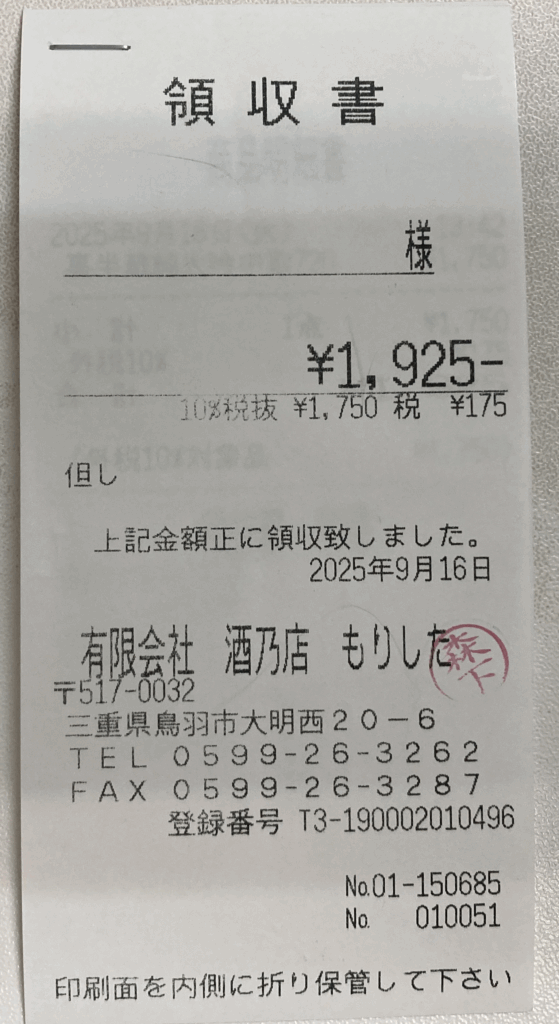 領収書
様
¥1,925-
10%税抜 ¥1,750 税 ¥175
但し
上記金額正に領収致しました。
2025年9月16日
有限会社 酒乃店 もりした
森下
〒517-0032
三重県鳥羽市大明西20-6
TEL 0599-26-3262
FAX 0599-26-3287
登録番号 T3-190002010496
No.01-150685
No. 010051
印刷面を内側に折り保管して下さい